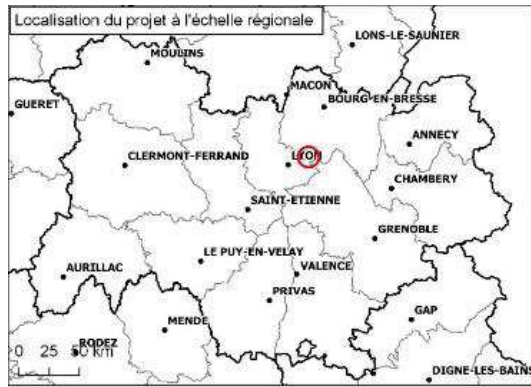 Localisation du projet à l'échelle régionale
LONS-LE-SAUNIER
MOULINS
MACON
BOURG-EN-BRESSE
GUERET
ANNECY
CLERMONT-FERRAND
LYON
CHAMBERY
SAINT-ETIENNE
GRENOBLE
LE PUY-EN-VELAY
VALENCE
AURILLAC
PRIVAS
GAP
MENDE
RODEZ
0 25 50 km
DIGNE-LES-BAIN